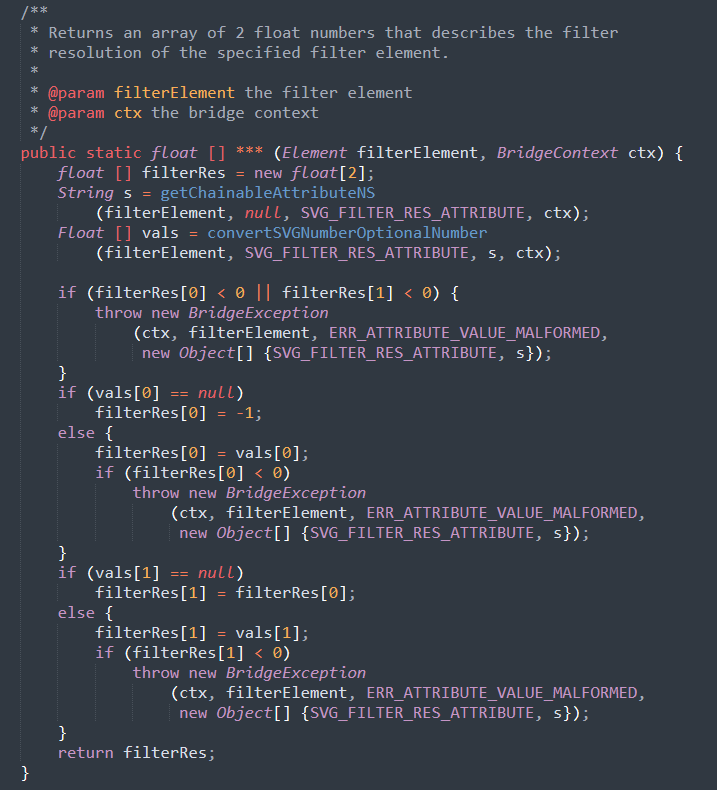 /**
 * Returns an array of 2 float numbers that describes the filter
 * resolution of the specified filter element.
 *
 * @param filterElement the filter element
 * @param ctx the bridge context
 */
public static float [] *** (Element filterElement, BridgeContext ctx) {
    float [] filterRes = new float[2];
    String s = getChainableAttributeNS
        (filterElement, null, SVG_FILTER_RES_ATTRIBUTE, ctx);
    Float [] vals = convertSVGNumberOptionalNumber
        (filterElement, SVG_FILTER_RES_ATTRIBUTE, s, ctx);

    if (filterRes[0] < 0 || filterRes[1] < 0) {
        throw new BridgeException
            (ctx, filterElement, ERR_ATTRIBUTE_VALUE_MALFORMED,
             new Object[] {SVG_FILTER_RES_ATTRIBUTE, s});
    }
    if (vals[0] == null)
        filterRes[0] = -1;
    else {
        filterRes[0] = vals[0];
        if (filterRes[0] < 0)
            throw new BridgeException
                (ctx, filterElement, ERR_ATTRIBUTE_VALUE_MALFORMED,
                 new Object[] {SVG_FILTER_RES_ATTRIBUTE, s});
    }
    if (vals[1] == null)
        filterRes[1] = filterRes[0];
    else {
        filterRes[1] = vals[1];
        if (filterRes[1] < 0)
            throw new BridgeException
                (ctx, filterElement, ERR_ATTRIBUTE_VALUE_MALFORMED,
                 new Object[] {SVG_FILTER_RES_ATTRIBUTE, s});
    }
    return filterRes;
}